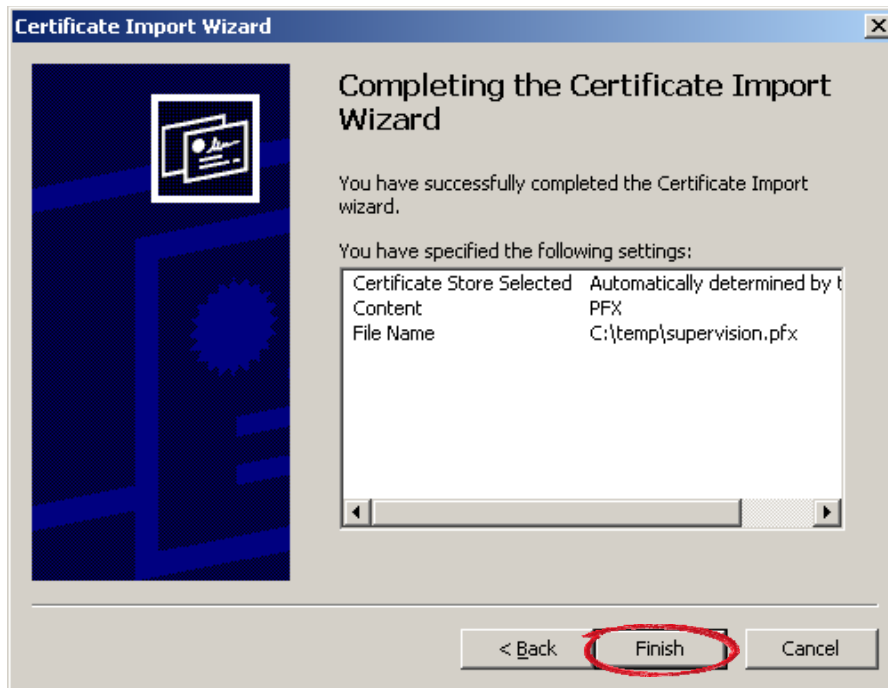 Certificate Import Wizard
Completing the Certificate Import
Wizard
You have successfully completed the Certificate Import
wizard.
You have specified the following settings:
Certificate Store Selected Automatically determined by t
Content PFX
File Name C:\temp\supervision.pfx
< Back Finish Cancel